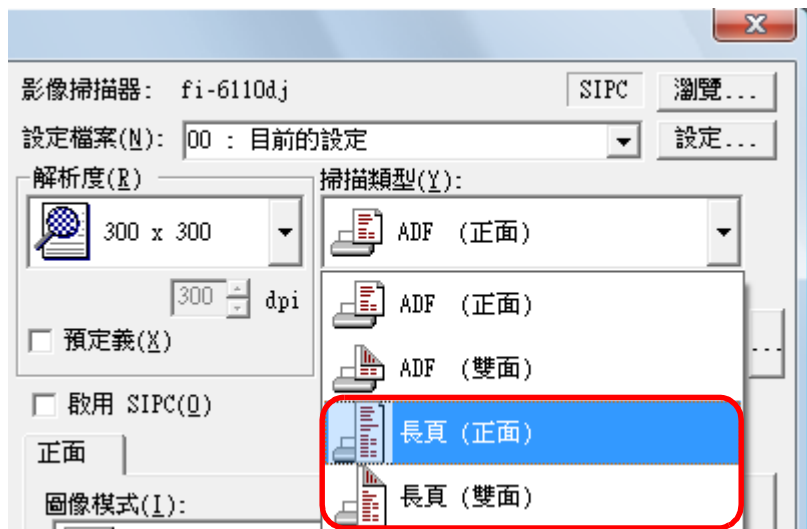 影像掃描器: fi-6110dj SIPC 瀏覽...
設定檔案(N): 00 : 目前的設定 設定...
解析度(R) 掃描類型(Y):
300 x 300 ADF (正面)
300 dpi ADF (正面)
預定義(X) ...
ADF (雙面)
啟用 SIPC(O)
長頁 (正面)
正面
長頁 (雙面)
圖像模式(I):